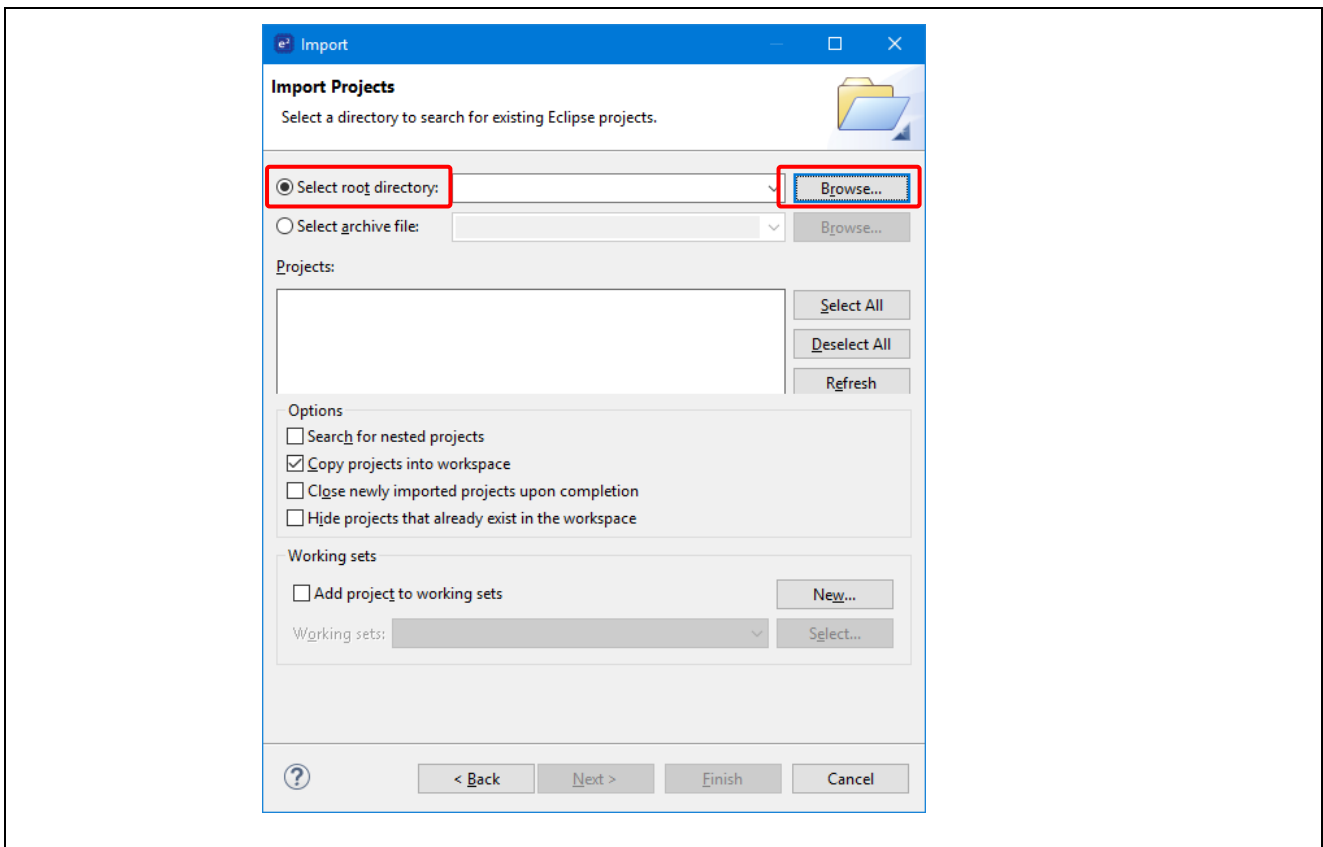 e² Import
Import Projects
Select a directory to search for existing Eclipse projects.
Select root directory: Browse...
Select archive file: Browse...
Projects:
Select All
Deselect All
Refresh
Options
Search for nested projects
Copy projects into workspace
Close newly imported projects upon completion
Hide projects that already exist in the workspace
Working sets
Add project to working sets New...
Working sets: Select...
? < Back Next > Finish Cancel